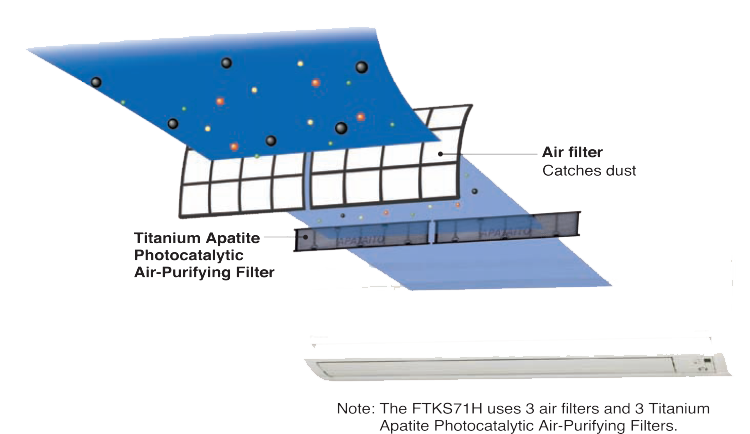 Air filter
Catches dust
Titanium Apatite
Photocatalytic
Air-Purifying Filter
APATAITO
Note: The FTKS71H uses 3 air filters and 3 Titanium
Apatite Photocatalytic Air-Purifying Filters.